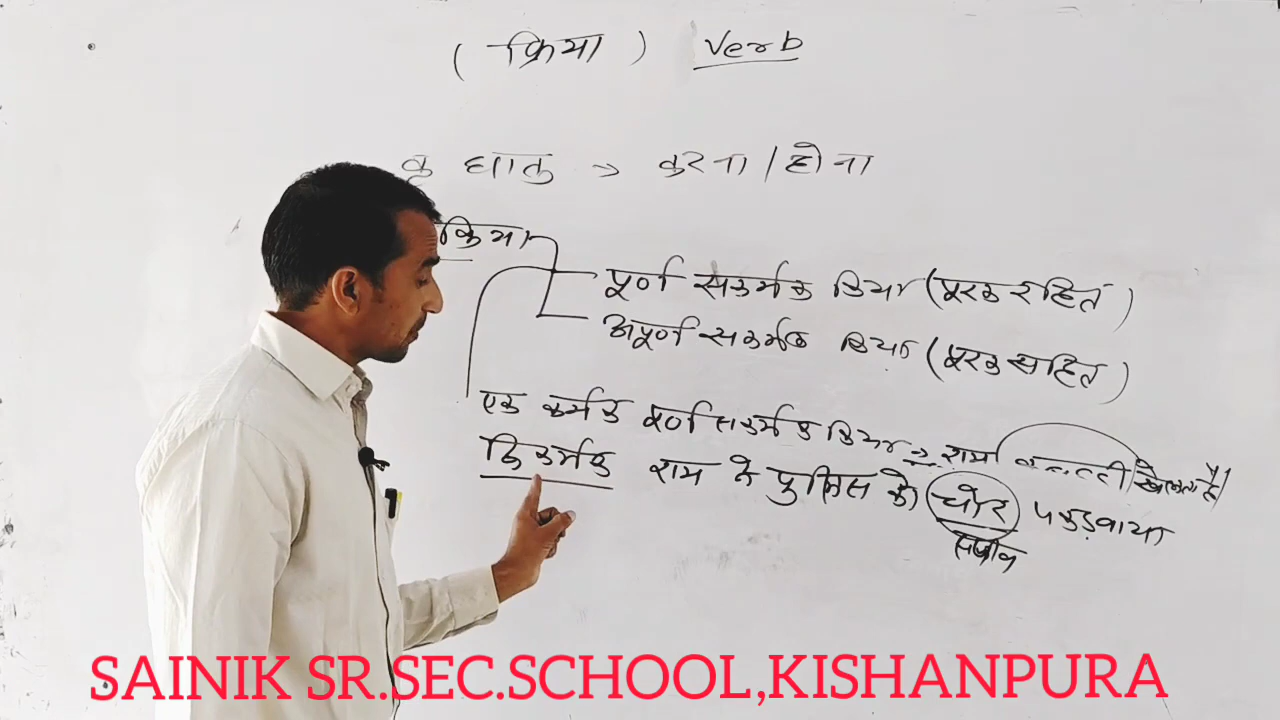 ( क्रिया ) Verb
कृ धातु → करना / होना
क्रिया
पूर्ण सकर्मक क्रिया (पूरक रहित)
अपूर्ण सकर्मक क्रिया (पूरक सहित)
एक कर्मक पूर्ण सकर्मक क्रिया → राम
द्विकर्मक राम ने पुलिस को चोर पकड़वाया
SAINIK SR.SEC.SCHOOL,KISHANPURA